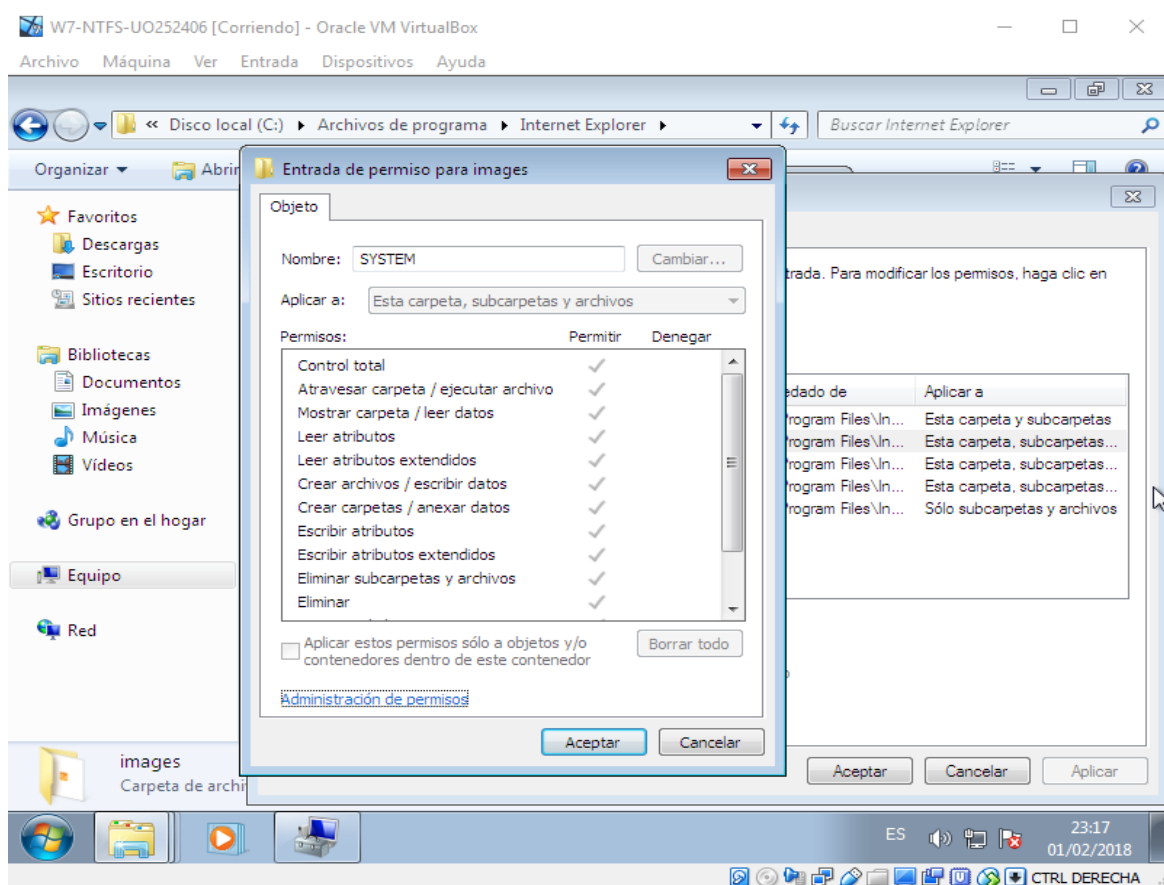 W7-NTFS-UO252406 [Corriendo] - Oracle VM VirtualBox
Archivo Máquina Ver Entrada Dispositivos Ayuda
« Disco local (C:) Archivos de programa Internet Explorer Buscar Internet Explorer
Organizar Abrir
Entrada de permiso para images
Objeto
Favoritos
Descargas
Escritorio
Sitios recientes
Bibliotecas
Documentos
Imágenes
Música
Vídeos
Grupo en el hogar
Equipo
Red
Nombre: SYSTEM Cambiar...
Aplicar a: Esta carpeta, subcarpetas y archivos
Permisos: Permitir Denegar
Control total
Atravesar carpeta / ejecutar archivo
Mostrar carpeta / leer datos
Leer atributos
Leer atributos extendidos
Crear archivos / escribir datos
Crear carpetas / anexar datos
Escribir atributos
Escribir atributos extendidos
Eliminar subcarpetas y archivos
Eliminar
Aplicar estos permisos sólo a objetos y/o
contenedores dentro de este contenedor
Borrar todo
Administración de permisos
Aceptar Cancelar
trada. Para modificar los permisos, haga clic en
edado de Aplicar a
Program Files\In... Esta carpeta y subcarpetas
Program Files\In... Esta carpeta, subcarpetas...
Program Files\In... Esta carpeta, subcarpetas...
Program Files\In... Esta carpeta, subcarpetas...
Program Files\In... Sólo subcarpetas y archivos
Aceptar Cancelar Aplicar
images
Carpeta de archi
ES 23:17
01/02/2018
CTRL DERECHA